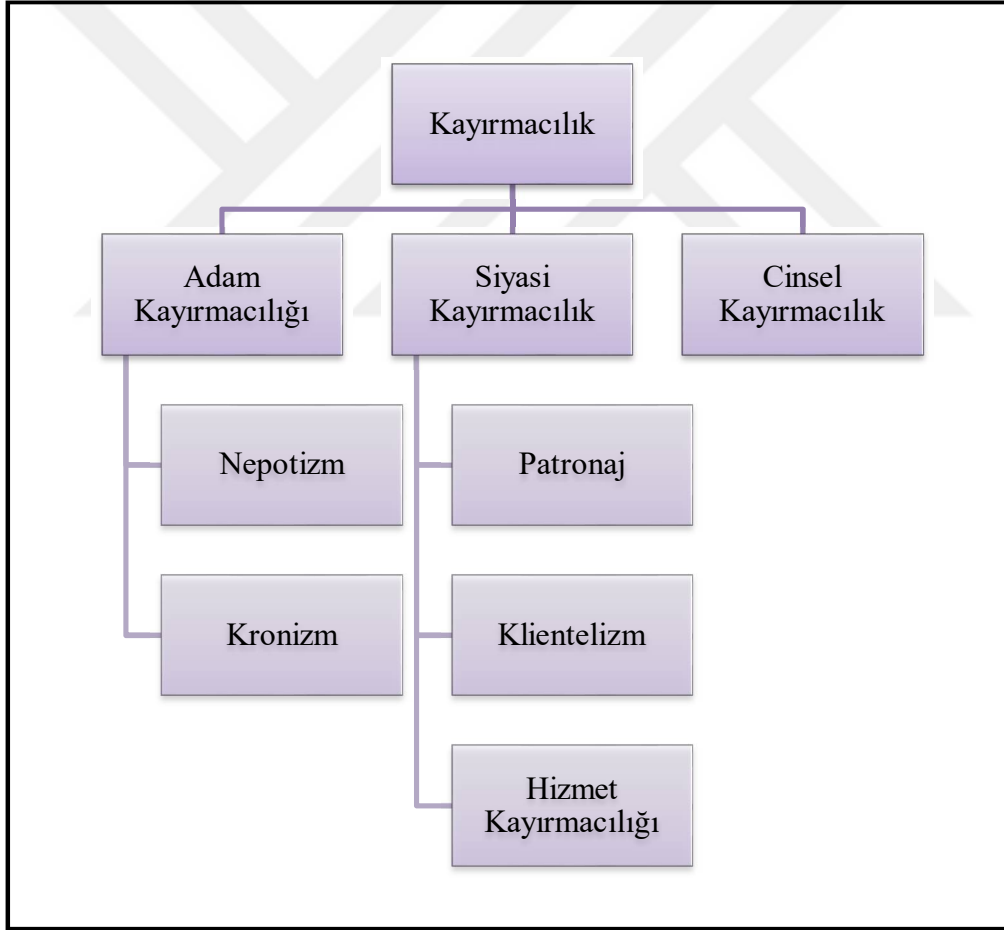 Kayırmacılık
Adam
Kayırmacılığı
Siyasi
Kayırmacılık
Cinsel
Kayırmacılık
Nepotizm
Patronaj
Kronizm
Klientelizm
Hizmet
Kayırmacılığı